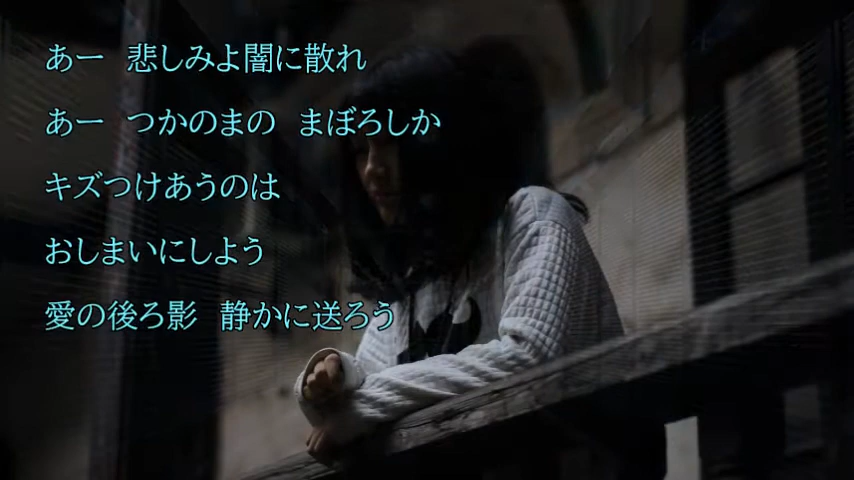 あー　悲しみよ闇に散れ
あー　つかのまの　まぼろしか
キズつけあうのは
おしまいにしよう
愛の後ろ影　静かに送ろう